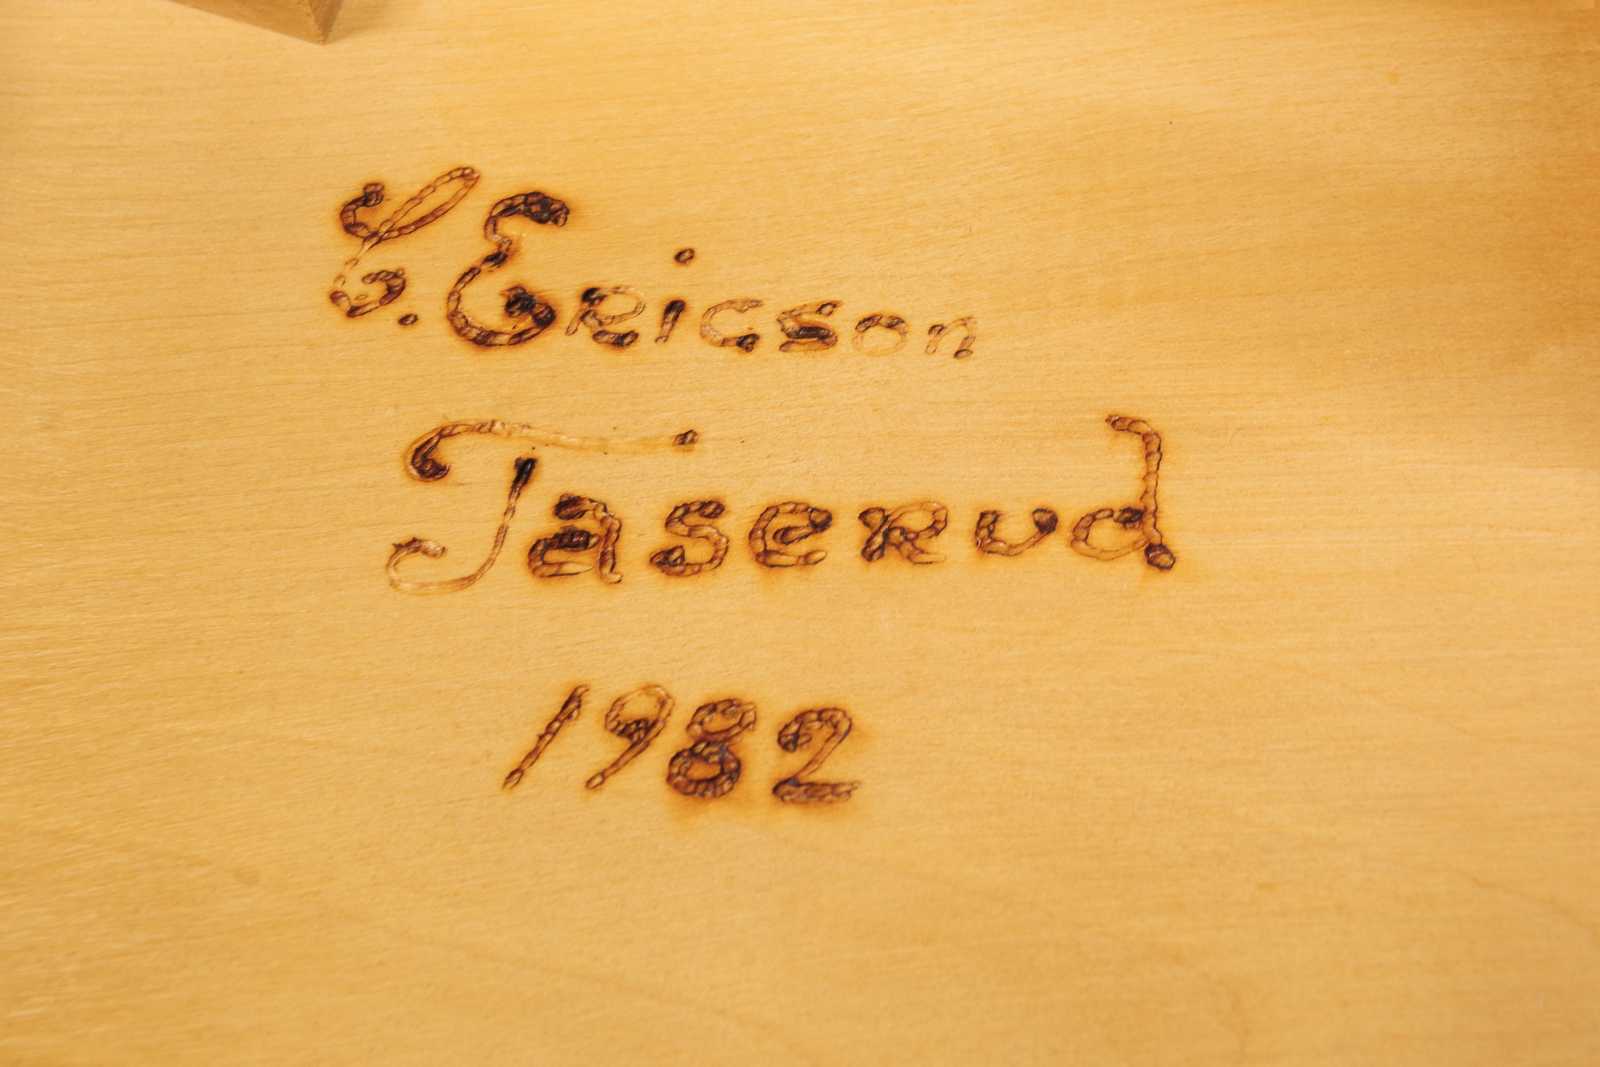 C. Ericson
Taserud
1982